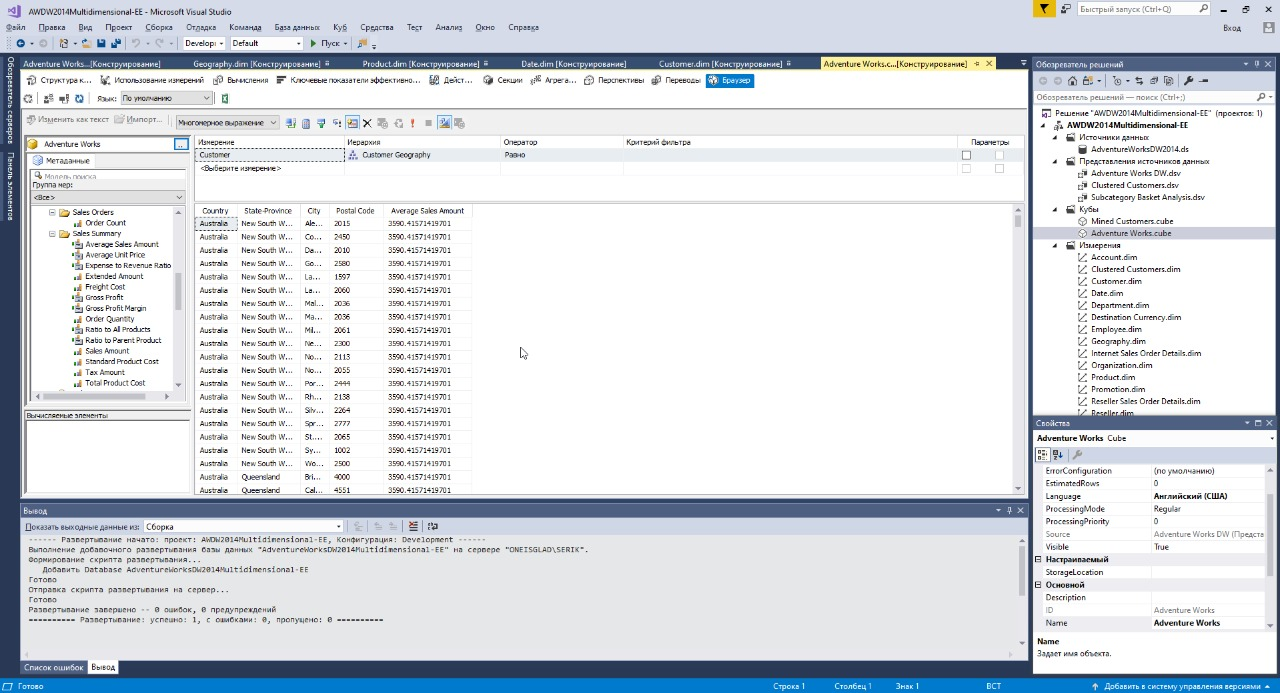 AWDW2014Multidimensional-EE - Microsoft Visual Studio
Быстрый запуск (Ctrl+Q)
Файл Правка Вид Проект Сборка Отладка Команда База данных Куб Средства Тест Анализ Окно Справка
Вход
Developı Default Пуск
Обозреватель серверов
Панель элементов
Adventure Works...[Конструирование] Geography.dim [Конструирование] Product.dim [Конструирование] Date.dim [Конструирование] Customer.dim [Конструирование] Adventure Works.c...[Конструирование]
Структура к... Использование измерений Вычисления Ключевые показатели эффективно... Дейст... Секции Агрега... Перспективы Переводы Браузер
Язык: По умолчанию
Изменить как текст Импорт... Многомерное выражение
Adventure Works
Метаданные
Модель поиска
Группа мер:
<Все>
Sales Orders
Order Count
Sales Summary
Average Sales Amount
Average Unit Price
Expense to Revenue Ratio
Extended Amount
Freight Cost
Gross Profit
Gross Profit Margin
Order Quantity
Ratio to All Products
Ratio to Parent Product
Sales Amount
Standard Product Cost
Tax Amount
Total Product Cost
Вычисляемые элементы
Измерение Иерархия Оператор Критерий фильтра Параметры
Customer Customer Geography Равно
<Выберите измерение>
Country State-Province City Postal Code Average Sales Amount
Australia New South W... Ale... 2015 3590.41571419701
Australia New South W... Co... 2450 3590.41571419701
Australia New South W... Da... 2010 3590.41571419701
Australia New South W... Go... 2580 3590.41571419701
Australia New South W... La... 1597 3590.41571419701
Australia New South W... La... 2060 3590.41571419701
Australia New South W... Mal... 2036 3590.41571419701
Australia New South W... Ma... 2036 3590.41571419701
Australia New South W... Mil... 2061 3590.41571419701
Australia New South W... Ne... 2300 3590.41571419701
Australia New South W... No... 2113 3590.41571419701
Australia New South W... No... 2055 3590.41571419701
Australia New South W... Por... 2444 3590.41571419701
Australia New South W... Rh... 2138 3590.41571419701
Australia New South W... Silv... 2264 3590.41571419701
Australia New South W... Spr... 2777 3590.41571419701
Australia New South W... St.... 2065 3590.41571419701
Australia New South W... Sy... 1002 3590.41571419701
Australia New South W... Wo... 2500 3590.41571419701
Australia Queensland Bri... 4000 3590.41571419701
Australia Queensland Cal... 4551 3590.41571419701
Вывод
Показать выходные данные из: Сборка
------ Развертывание начато: проект: AWDW2014Multidimensional-EE, Конфигурация: Development ------
Выполнение добавочного развертывания базы данных "AdventureWorksDW2014Multidimensional-EE" на сервере "ONEISGLAD\SERIK".
Формирование скрипта развертывания...
Добавить Database AdventureWorksDW2014Multidimensional-EE
Готово
Отправка скрипта развертывания на сервер...
Готово
Развертывание завершено -- 0 ошибок, 0 предупреждений
========== Развертывание: успешно: 1, с ошибками: 0, пропущено: 0 ==========
Список ошибок Вывод
Обозреватель решений
Обозреватель решений — поиск (Ctrl+;)
Решение "AWDW2014Multidimensional-EE" (проектов: 1)
AWDW2014Multidimensional-EE
Источники данных
AdventureWorksDW2014.ds
Представления источников данных
Adventure Works DW.dsv
Clustered Customers.dsv
Subcategory Basket Analysis.dsv
Кубы
Mined Customers.cube
Adventure Works.cube
Измерения
Account.dim
Clustered Customers.dim
Customer.dim
Date.dim
Department.dim
Destination Currency.dim
Employee.dim
Geography.dim
Internet Sales Order Details.dim
Organization.dim
Product.dim
Promotion.dim
Reseller Sales Order Details.dim
Reseller.dim
Свойства
Adventure Works Cube
ErrorConfiguration (по умолчанию)
EstimatedRows 0
Language Английский (США)
ProcessingMode Regular
ProcessingPriority 0
Source Adventure Works DW (Предста
Visible True
Настраиваемый
StorageLocation
Основной
Description
ID Adventure Works
Name Adventure Works
Name
Задает имя объекта.
Готово Строка 1 Столбец 1 Знак 1 ВСТ Добавить в систему управления версиями